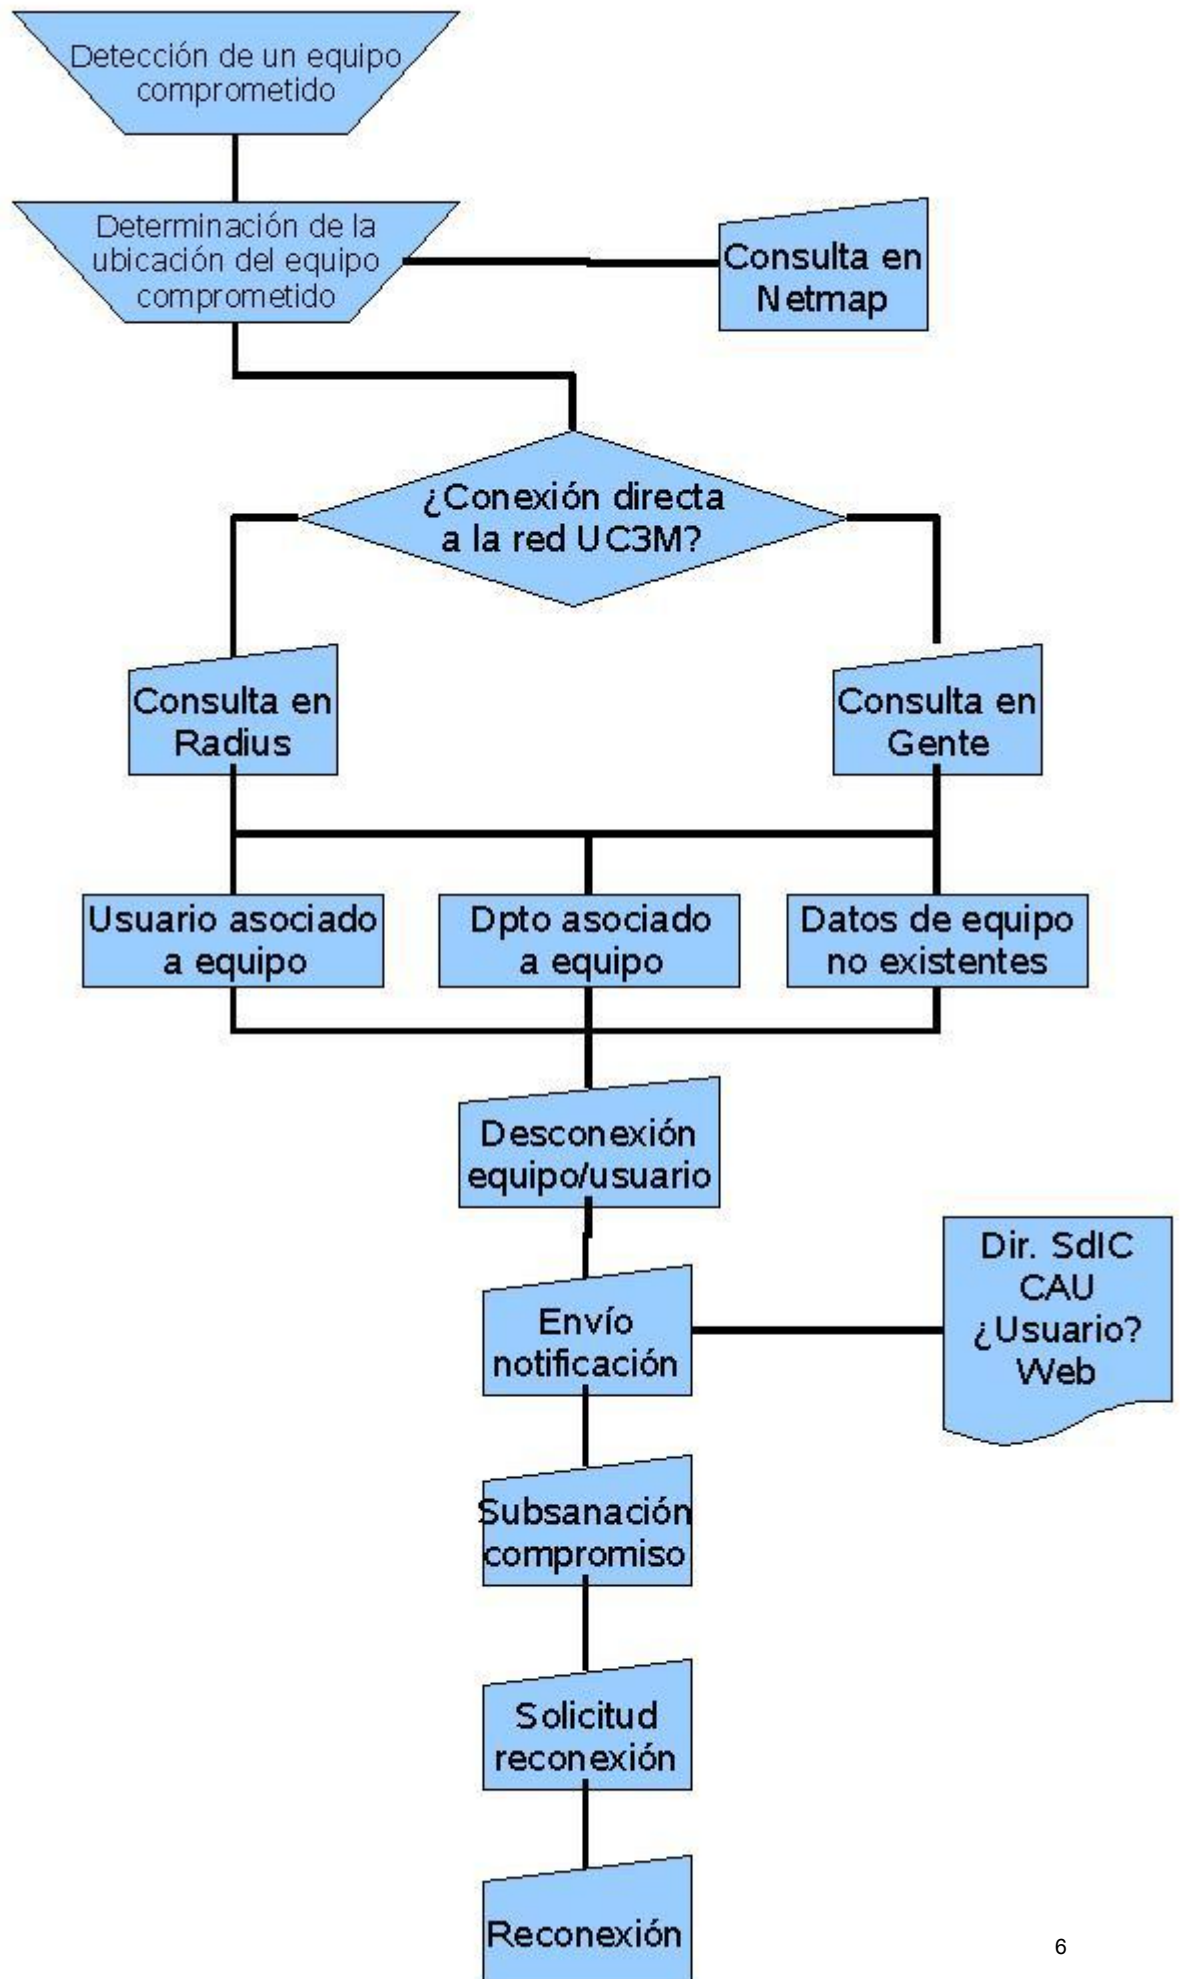 Detección de un equipo
comprometido
Determinación de la
ubicación del equipo
comprometido
Consulta en
Netmap
¿Conexión directa
a la red UC3M?
Consulta en
Radius
Consulta en
Gente
Usuario asociado
a equipo
Dpto asociado
a equipo
Datos de equipo
no existentes
Desconexión
equipo/usuario
Envío
notificación
Dir. SdIC
CAU
¿Usuario?
Web
Subsanación
compromiso
Solicitud
reconexión
Reconexión
6